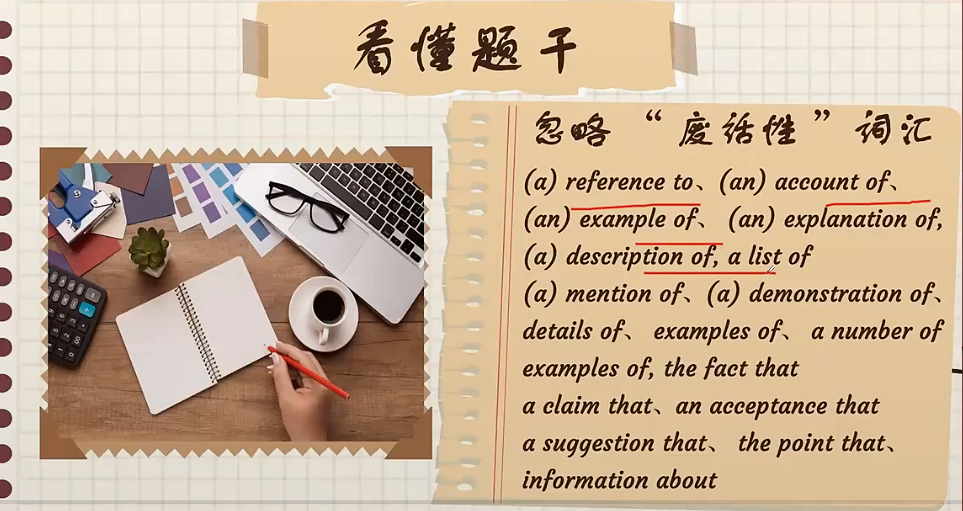 看懂题干
忽略 “废话性” 词汇
(a) reference to、(an) account of、
(an) example of、 (an) explanation of,
(a) description of, a list of
(a) mention of、(a) demonstration of、
details of、 examples of、 a number of
examples of, the fact that
a claim that、an acceptance that
a suggestion that、 the point that、
information about